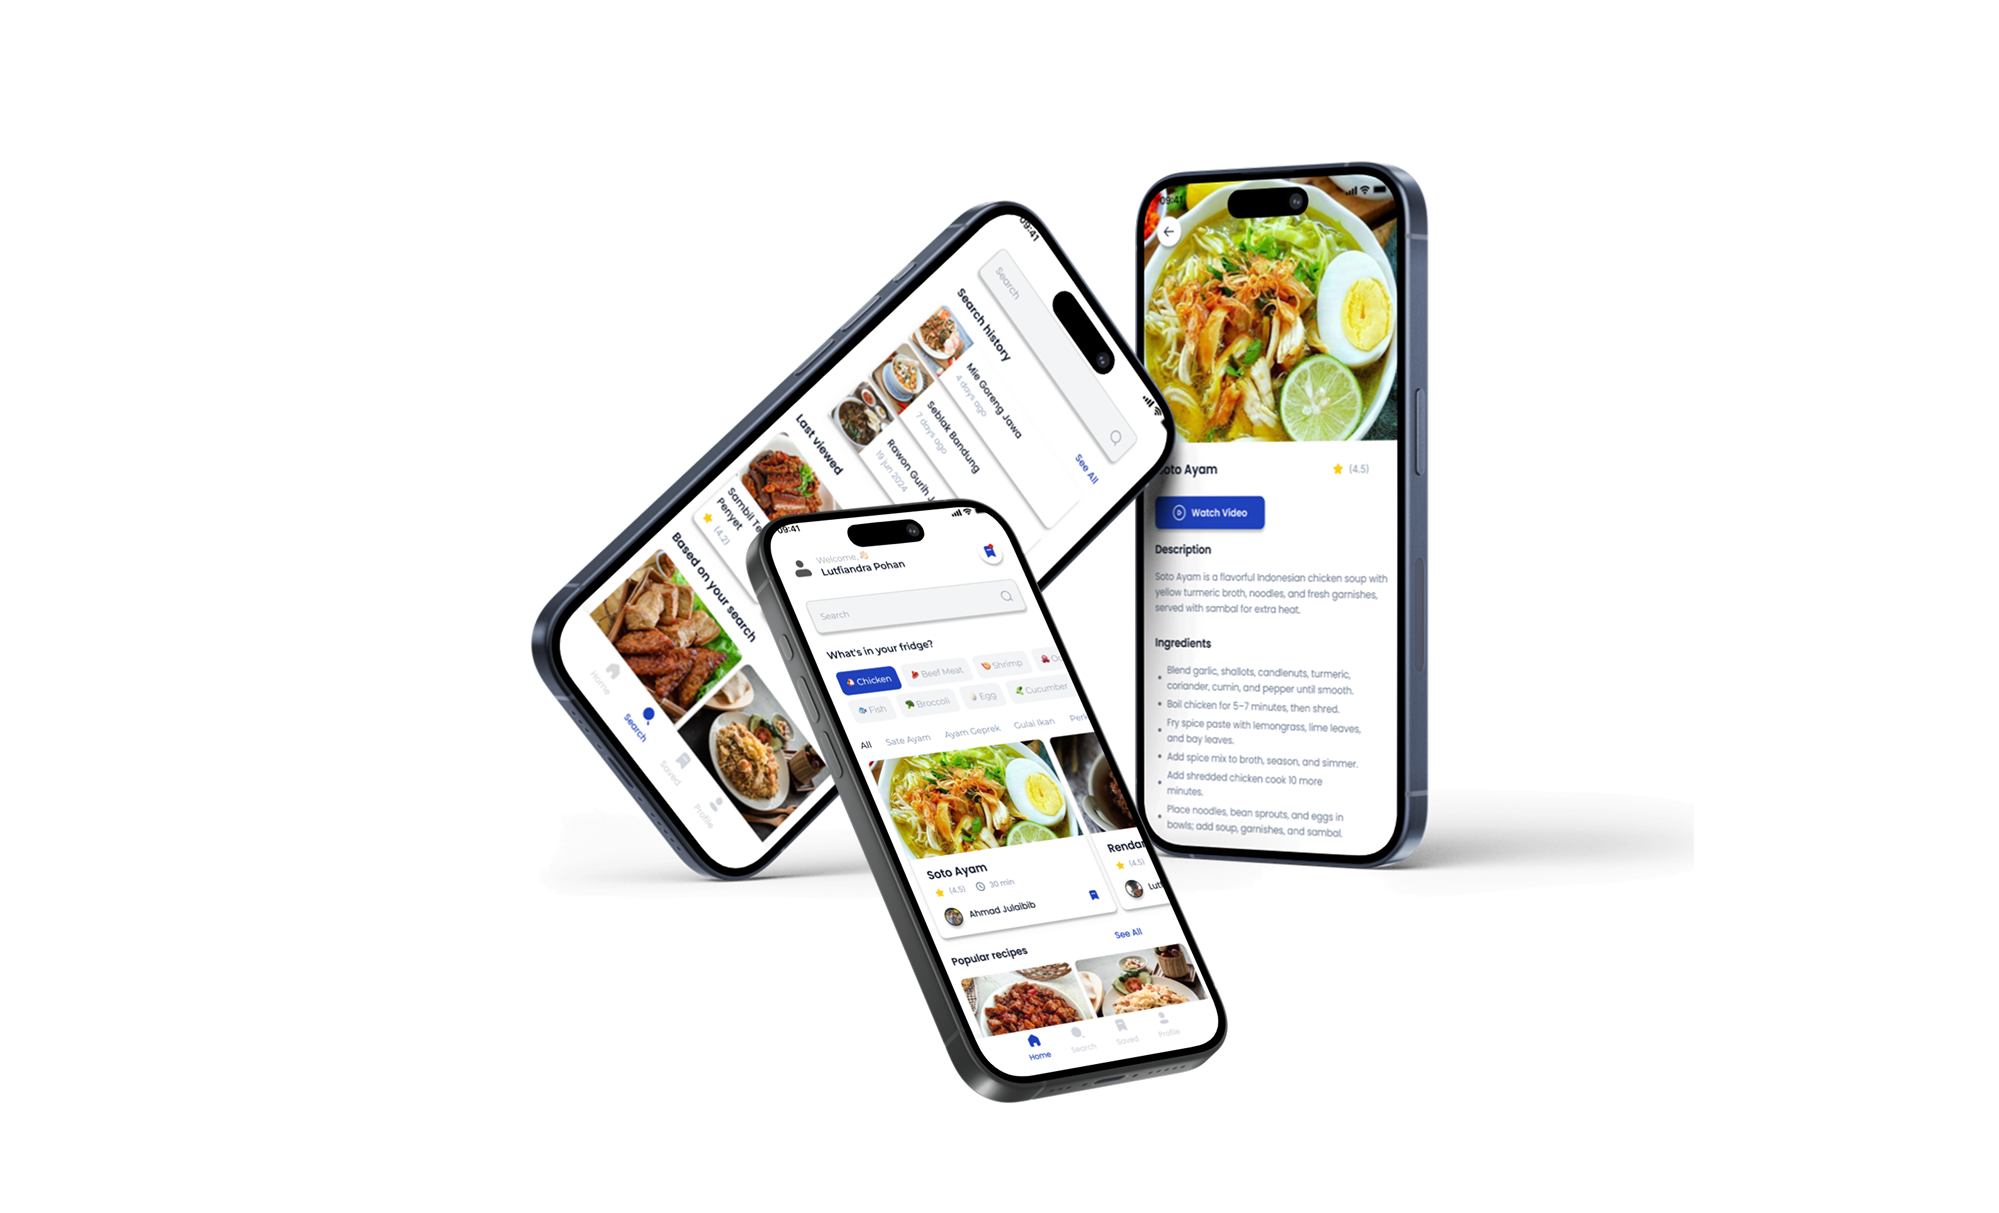 09:41
Search
Search history
See All
Mie Goreng Jawa
4 days ago
Seblak Bandung
7 days ago
Rawon Gurih
19 jun 2024
Last viewed
Penyet
(4.2)
Based on your search
Home
Search
Saved
Profile
09:41
Welcome,
Lutfiandra Pohan
Search
What's in your fridge?
Chicken
Beef Meat
Shrimp
Fish
Broccoli
Egg
Cucumber
All
Sate Ayam
Ayam Geprek
Gulai Ikan
Soto Ayam
(4.5)
30 min
Ahmad Julaibib
(4.5)
Popular recipes
See All
Home
Search
Saved
Profile
09:41
Ayam
(4.5)
Watch Video
Description
Soto Ayam is a flavorful Indonesian chicken soup with
yellow turmeric broth, noodles, and fresh garnishes,
served with sambal for extra heat.
Ingredients
Blend garlic, shallots, candlenuts, turmeric,
coriander, cumin, and pepper until smooth.
Boil chicken for 5-7 minutes, then shred.
Fry spice paste with lemongrass, lime leaves,
and bay leaves.
Add spice mix to broth, season, and simmer.
Add shredded chicken cook 10 more
minutes.
Place noodles, bean sprouts, and eggs in
bowls; add soup, garnishes, and sambal.